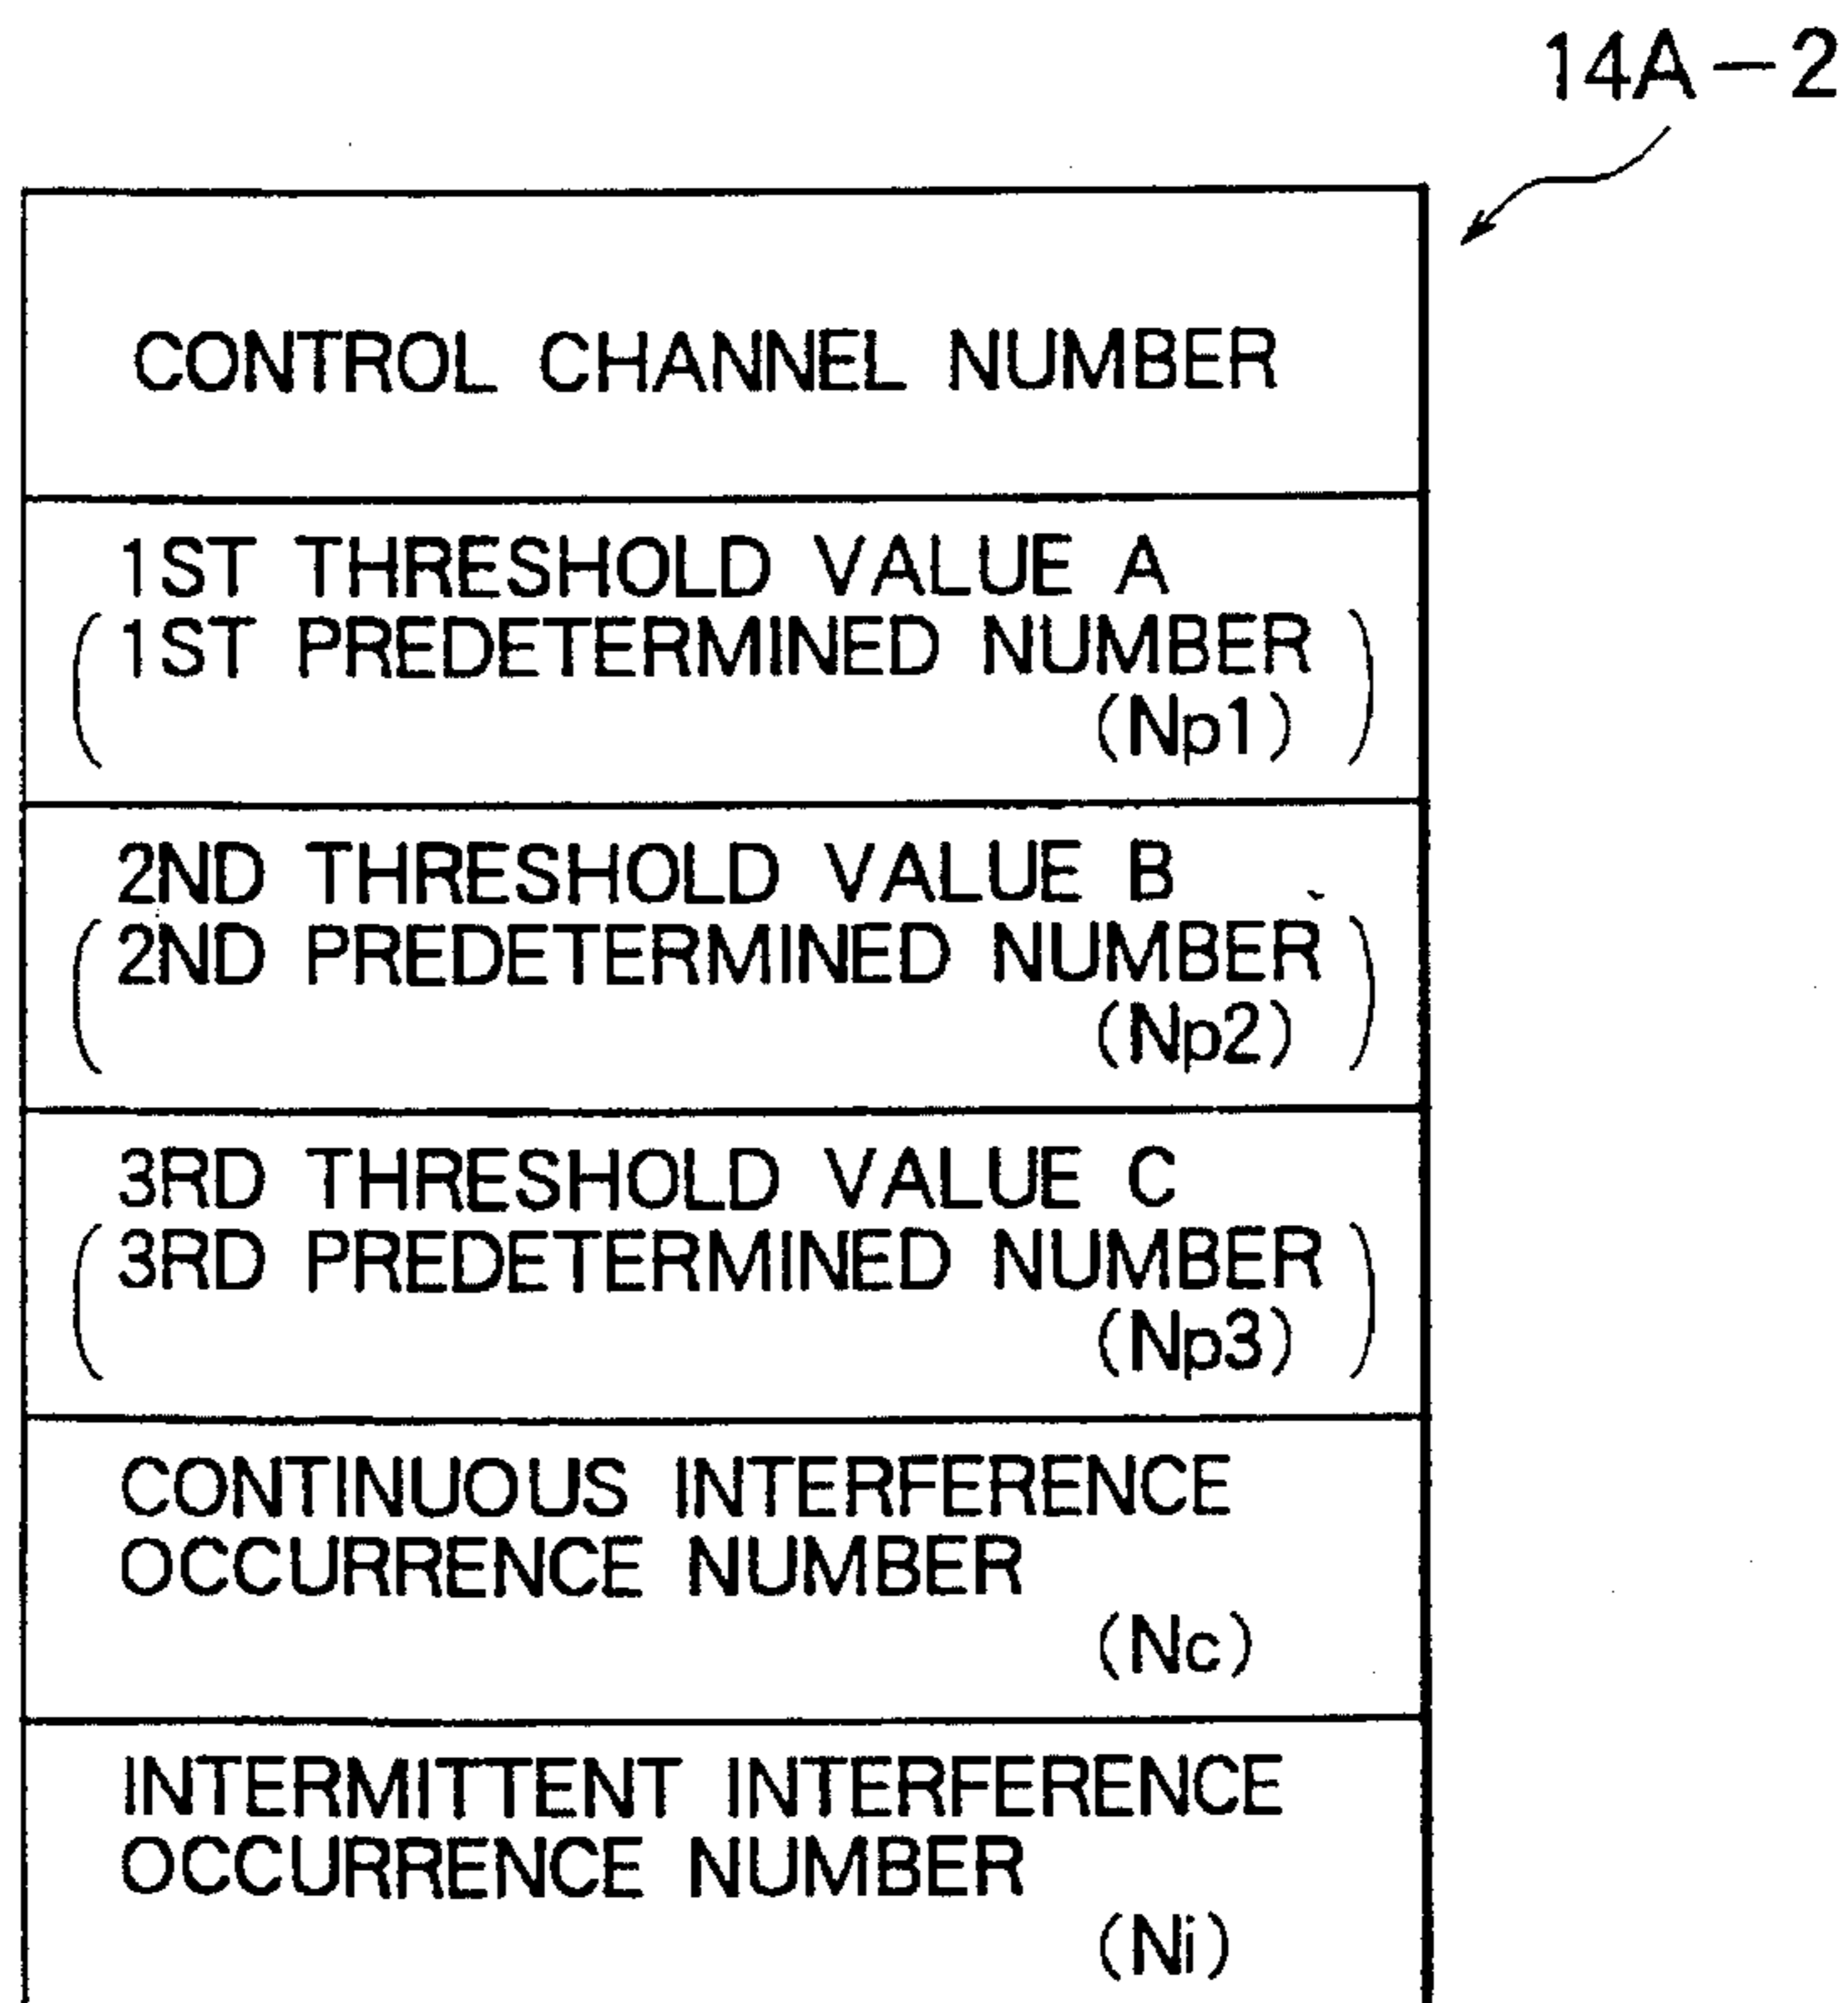 14A-2
CONTROL CHANNEL NUMBER
1ST THRESHOLD VALUE A
(1ST PREDETERMINED NUMBER
(Np1))
2ND THRESHOLD VALUE B
(2ND PREDETERMINED NUMBER
(Np2))
3RD THRESHOLD VALUE C
(3RD PREDETERMINED NUMBER
(Np3))
CONTINUOUS INTERFERENCE
OCCURRENCE NUMBER
(Nc)
INTERMITTENT INTERFERENCE
OCCURRENCE NUMBER
(Ni)